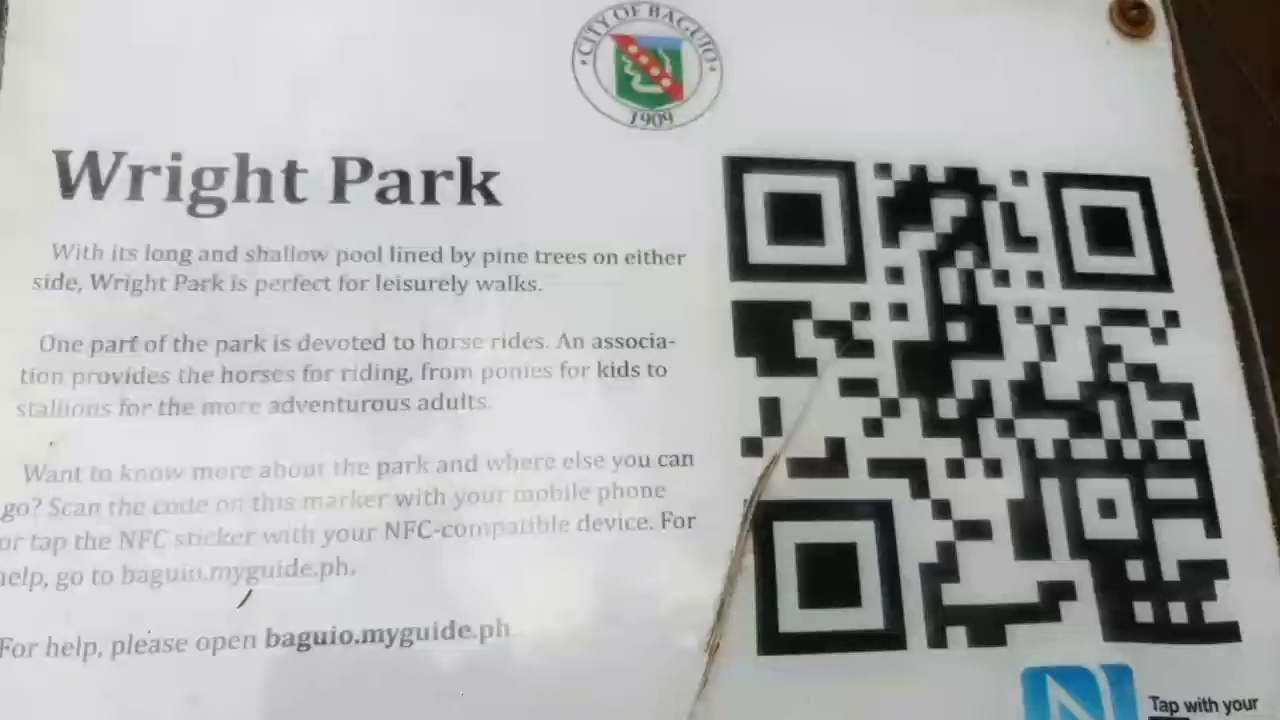 CITY OF BAGUIO
1909
Wright Park
With its long and shallow pool lined by pine trees on either
side, Wright Park is perfect for leisurely walks.
One part of the park is devoted to horse rides. An associa-
tion provides the horses for riding, from ponies for kids to
stallions for the more adventurous adults.
Want to know more about the park and where else you can
go? Scan the code on this marker with your mobile phone
or tap the NFC sticker with your NFC-compatible device. For
help, go to baguio.myguide.ph.
For help, please open baguio.myguide.ph
Tap with your